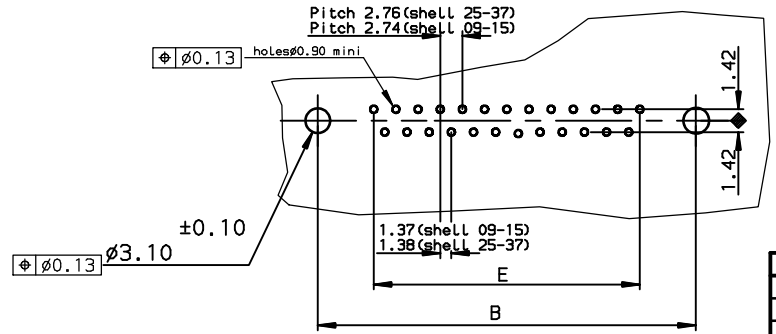 Pitch 2.76(shell 25-37)
Pitch 2.74(shell 09-15)
⌖ ø0.13
holesø0.90 mini
1.42
1.42
±0.10
ø3.10
⌖ ø0.13
1.37(shell 09-15)
1.38(shell 25-37)
E
B